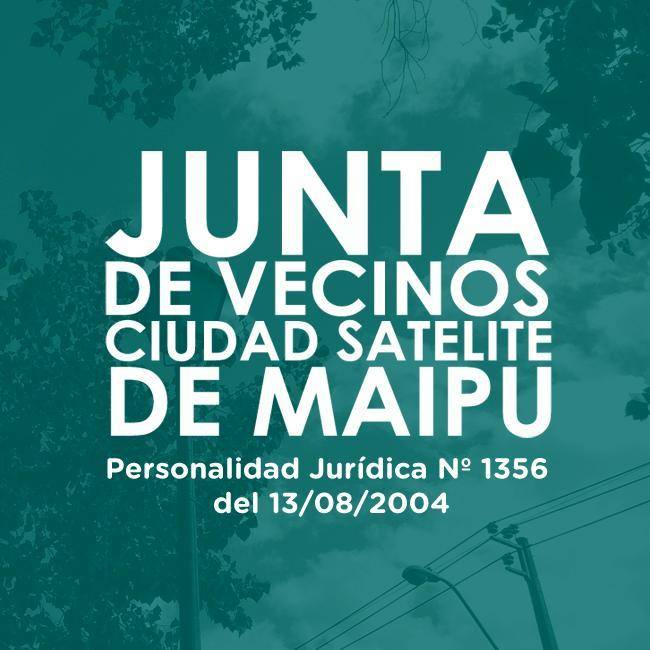 JUNTA
DE VECINOS
CIUDAD SATELITE
DE MAIPU
Personalidad Jurídica Nº 1356
del 13/08/2004